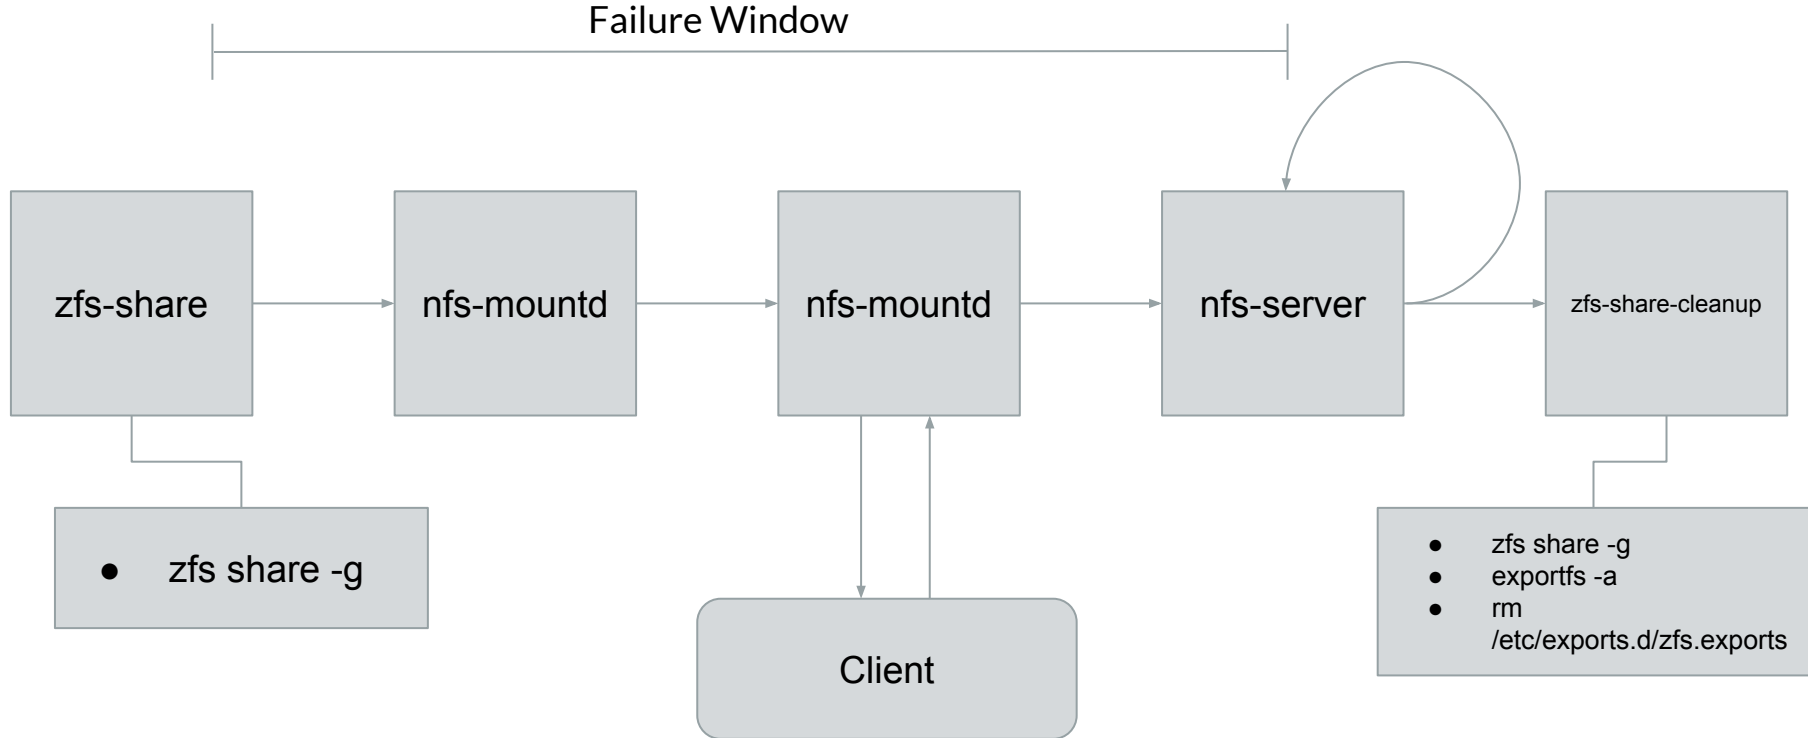 Failure Window
zfs-share
nfs-mountd
nfs-mountd
nfs-server
zfs-share-cleanup
● zfs share -g
Client
● zfs share -g
● exportfs -a
● rm
/etc/exports.d/zfs.exports